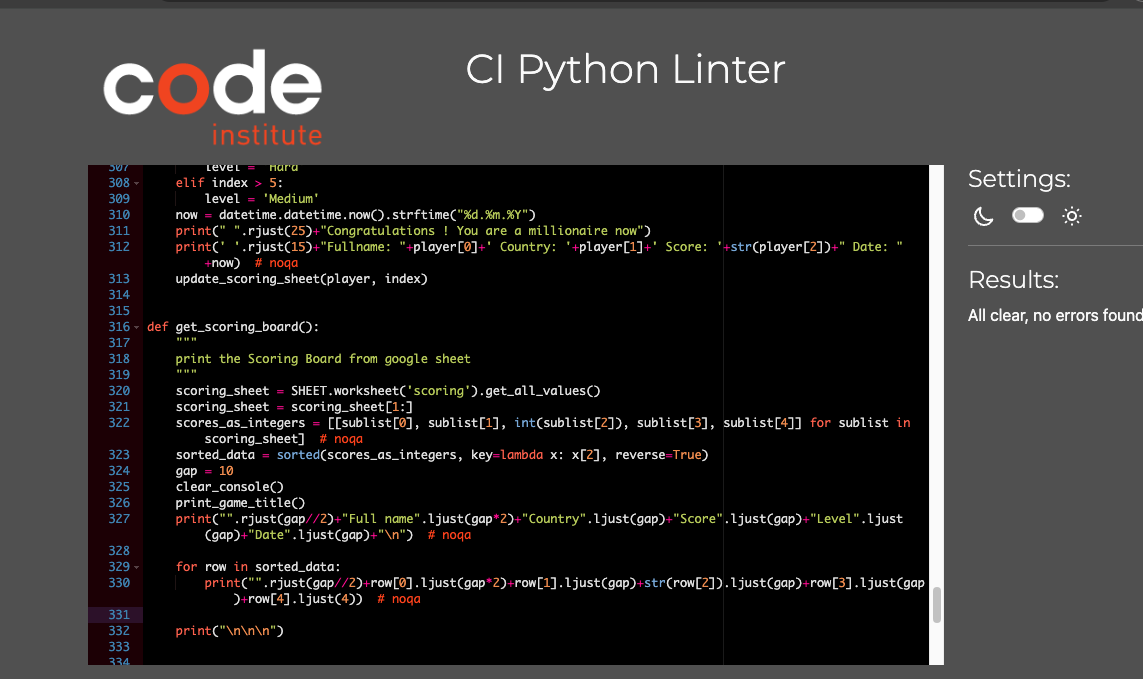 code
institute
CI Python Linter
307 level = 'Hard'
308 elif index > 5:
309 level = 'Medium'
310 now = datetime.datetime.now().strftime("%d.%m.%Y")
311 print(" ".rjust(25)+"Congratulations ! You are a millionaire now")
312 print(' '.rjust(15)+"Fullname: "+player[0]+' Country: '+player[1]+' Score: '+str(player[2])+" Date: "
+now)  # noqa
313 update_scoring_sheet(player, index)
314
315
316 def get_scoring_board():
317 """
318 print the Scoring Board from google sheet
319 """
320 scoring_sheet = SHEET.worksheet('scoring').get_all_values()
321 scoring_sheet = scoring_sheet[1:]
322 scores_as_integers = [[sublist[0], sublist[1], int(sublist[2]), sublist[3], sublist[4]] for sublist in
scoring_sheet]  # noqa
323 sorted_data = sorted(scores_as_integers, key=lambda x: x[2], reverse=True)
324 gap = 10
325 clear_console()
326 print_game_title()
327 print("".rjust(gap//2)+"Full name".ljust(gap*2)+"Country".ljust(gap)+"Score".ljust(gap)+"Level".ljust
(gap)+"Date".ljust(gap)+"\n")  # noqa
328
329 for row in sorted_data:
330 print("".rjust(gap//2)+row[0].ljust(gap*2)+row[1].ljust(gap)+str(row[2]).ljust(gap)+row[3].ljust(gap
)+row[4].ljust(4))  # noqa
331
332 print("\n\n\n")
333
334
Settings:
Results:
All clear, no errors found